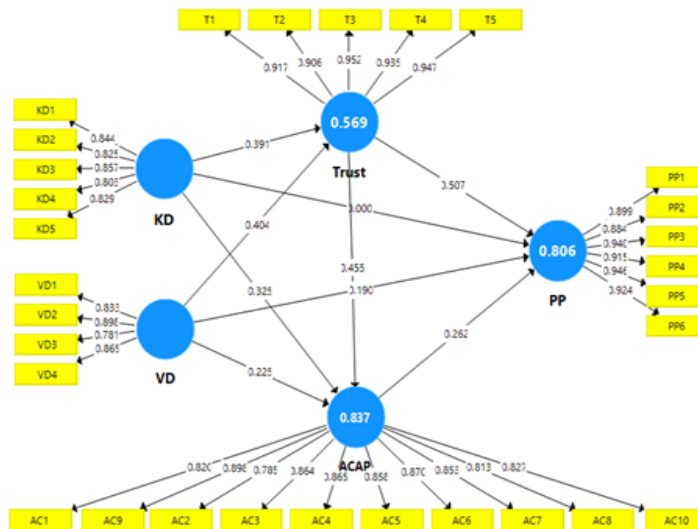 T1
T2
T3
T4
T5
0.917
0.906
0.952
0.935
0.947
KD1
KD2
KD3
KD4
KD5
0.844
0.825
0.857
0.803
0.829
KD
0.391
0.569
Trust
0.404
0.507
0.000
0.455
0.325
0.190
0.262
0.225
PP1
PP2
PP3
PP4
PP5
PP6
0.899
0.884
0.940
0.915
0.946
0.924
0.806
PP
VD1
VD2
VD3
VD4
0.833
0.898
0.781
0.865
VD
0.837
ACAP
0.820
0.898
0.785
0.864
0.865
0.858
0.870
0.853
0.813
0.827
AC1
AC9
AC2
AC3
AC4
AC5
AC6
AC7
AC8
AC10